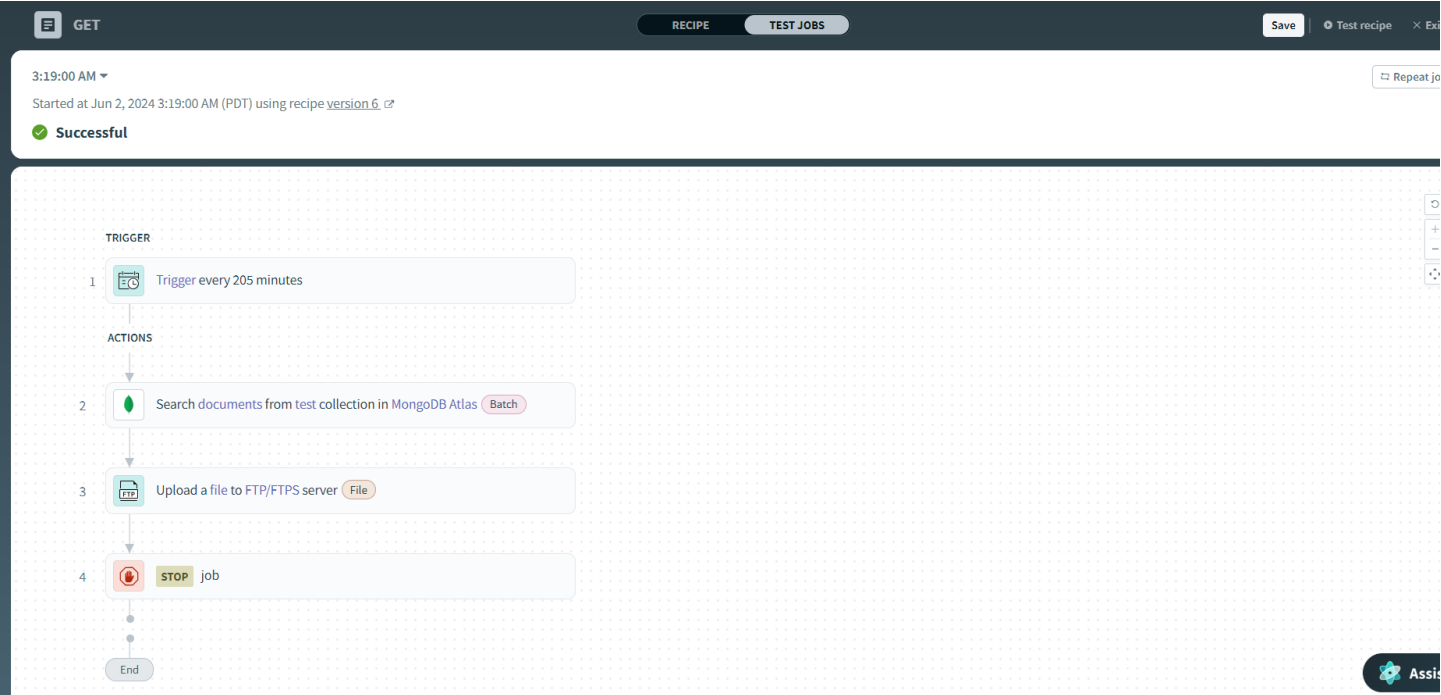 GET
RECIPE
TEST JOBS
Save
Test recipe
3:19:00 AM
Started at Jun 2, 2024 3:19:00 AM (PDT) using recipe version 6
Repeat
Successful
TRIGGER
1
Trigger every 205 minutes
ACTIONS
2
Search documents from test collection in MongoDB Atlas Batch
3
FTP
Upload a file to FTP/FTPS server File
4
STOP job
End